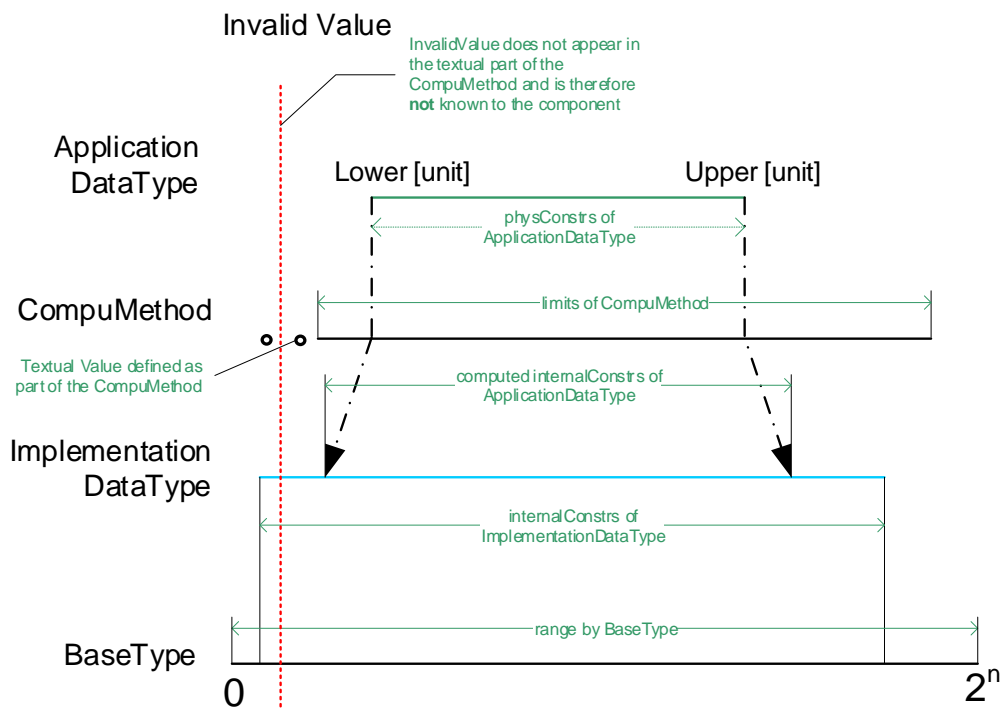 Invalid Value
InvalidValue does not appear in
the textual part of the
CompuMethod and is therefore
not known to the component
Application
DataType
Lower [unit]
Upper [unit]
physConstrs of
ApplicationDataType
CompuMethod
limits of CompuMethod
Textual Value defined as
part of the CompuMethod
computed internalConstrs of
ApplicationDataType
Implementation
DataType
internalConstrs of
ImplementationDataType
range by BaseType
BaseType
0
2ⁿ